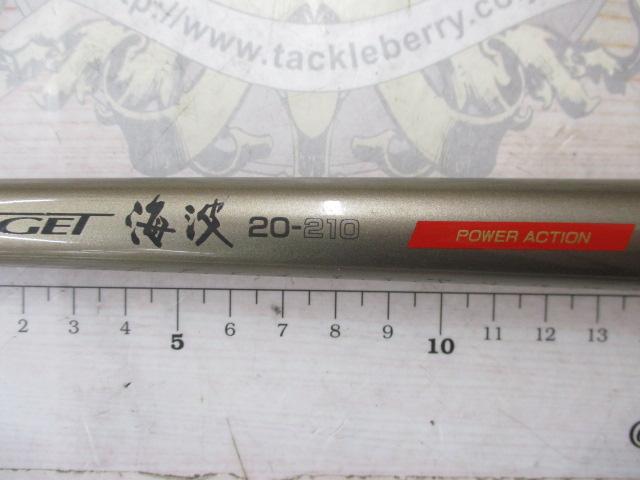 http://www.tackleberry.co
GET 海波 20-210 POWER ACTION
2 3 4 5 6 7 8 9 10 11 12 13